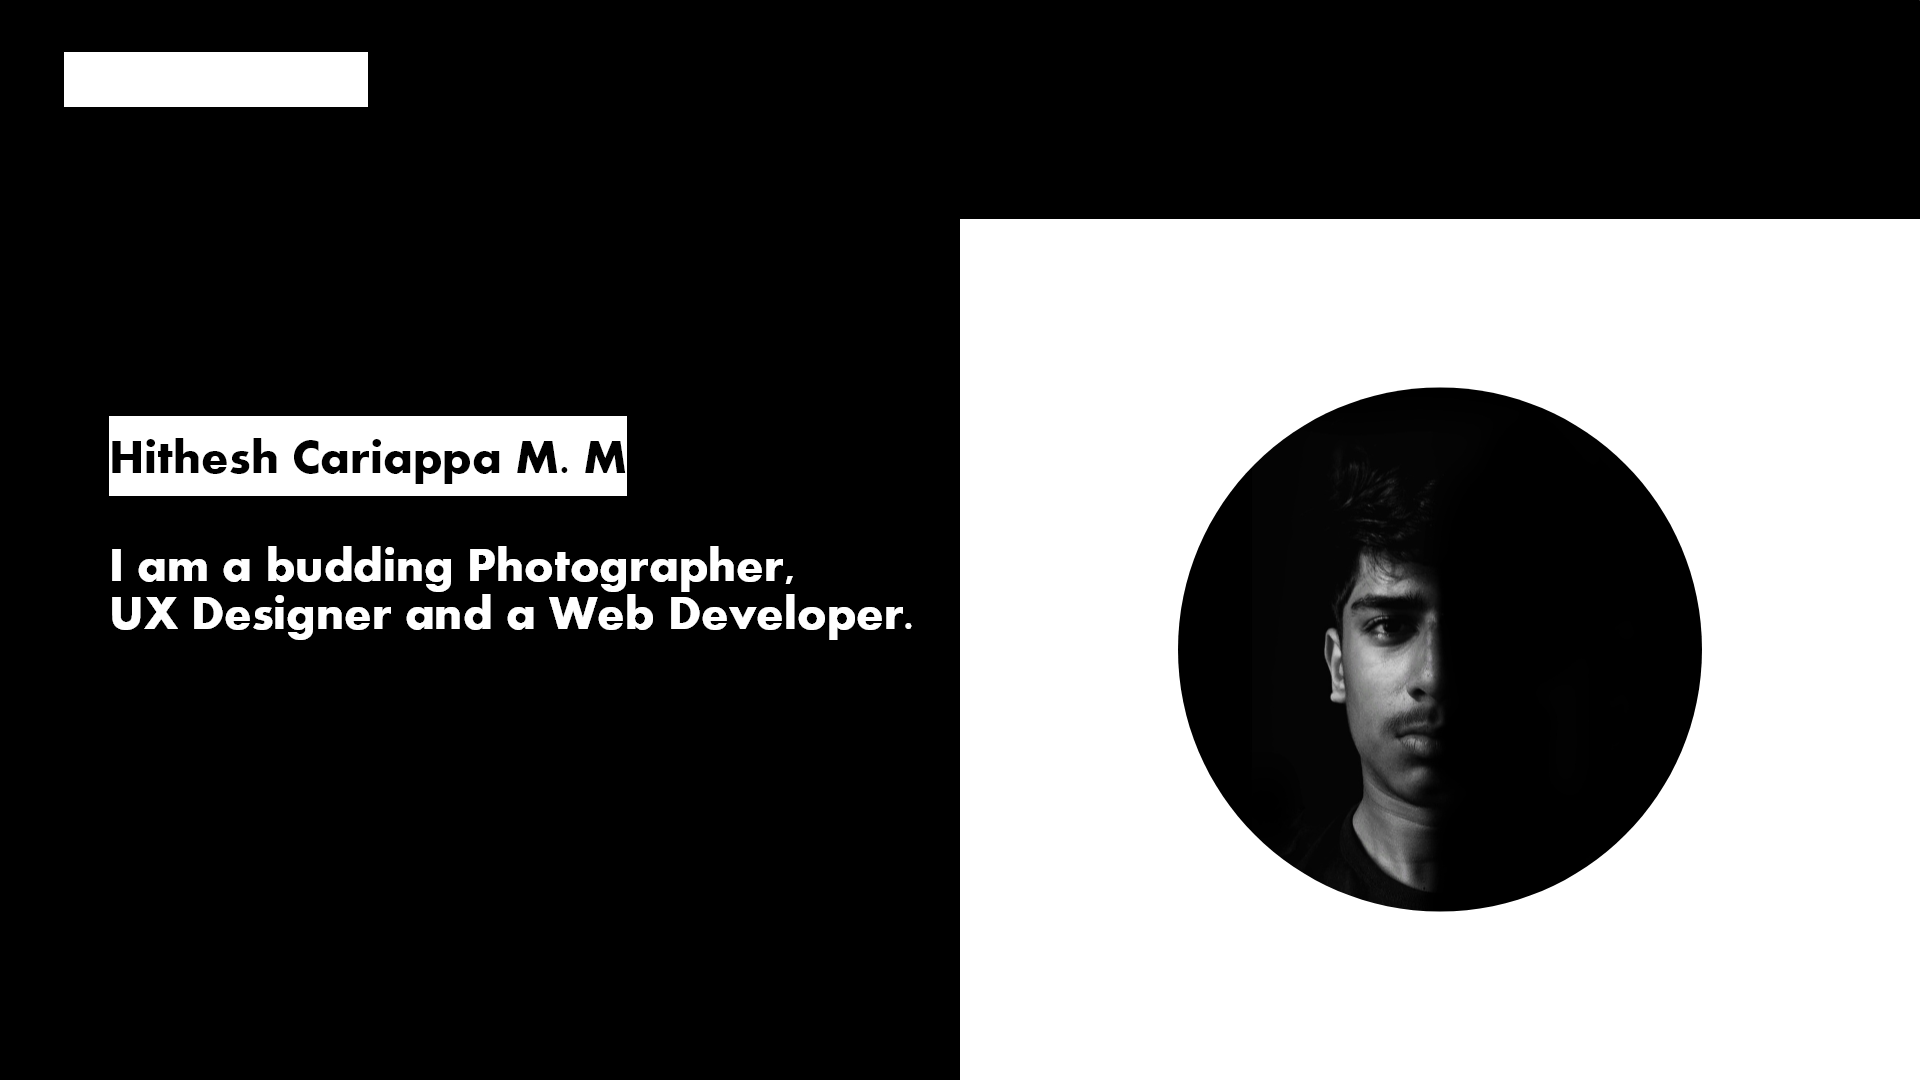 Hithesh Cariappa M. M
I am a budding Photographer,
UX Designer and a Web Developer.